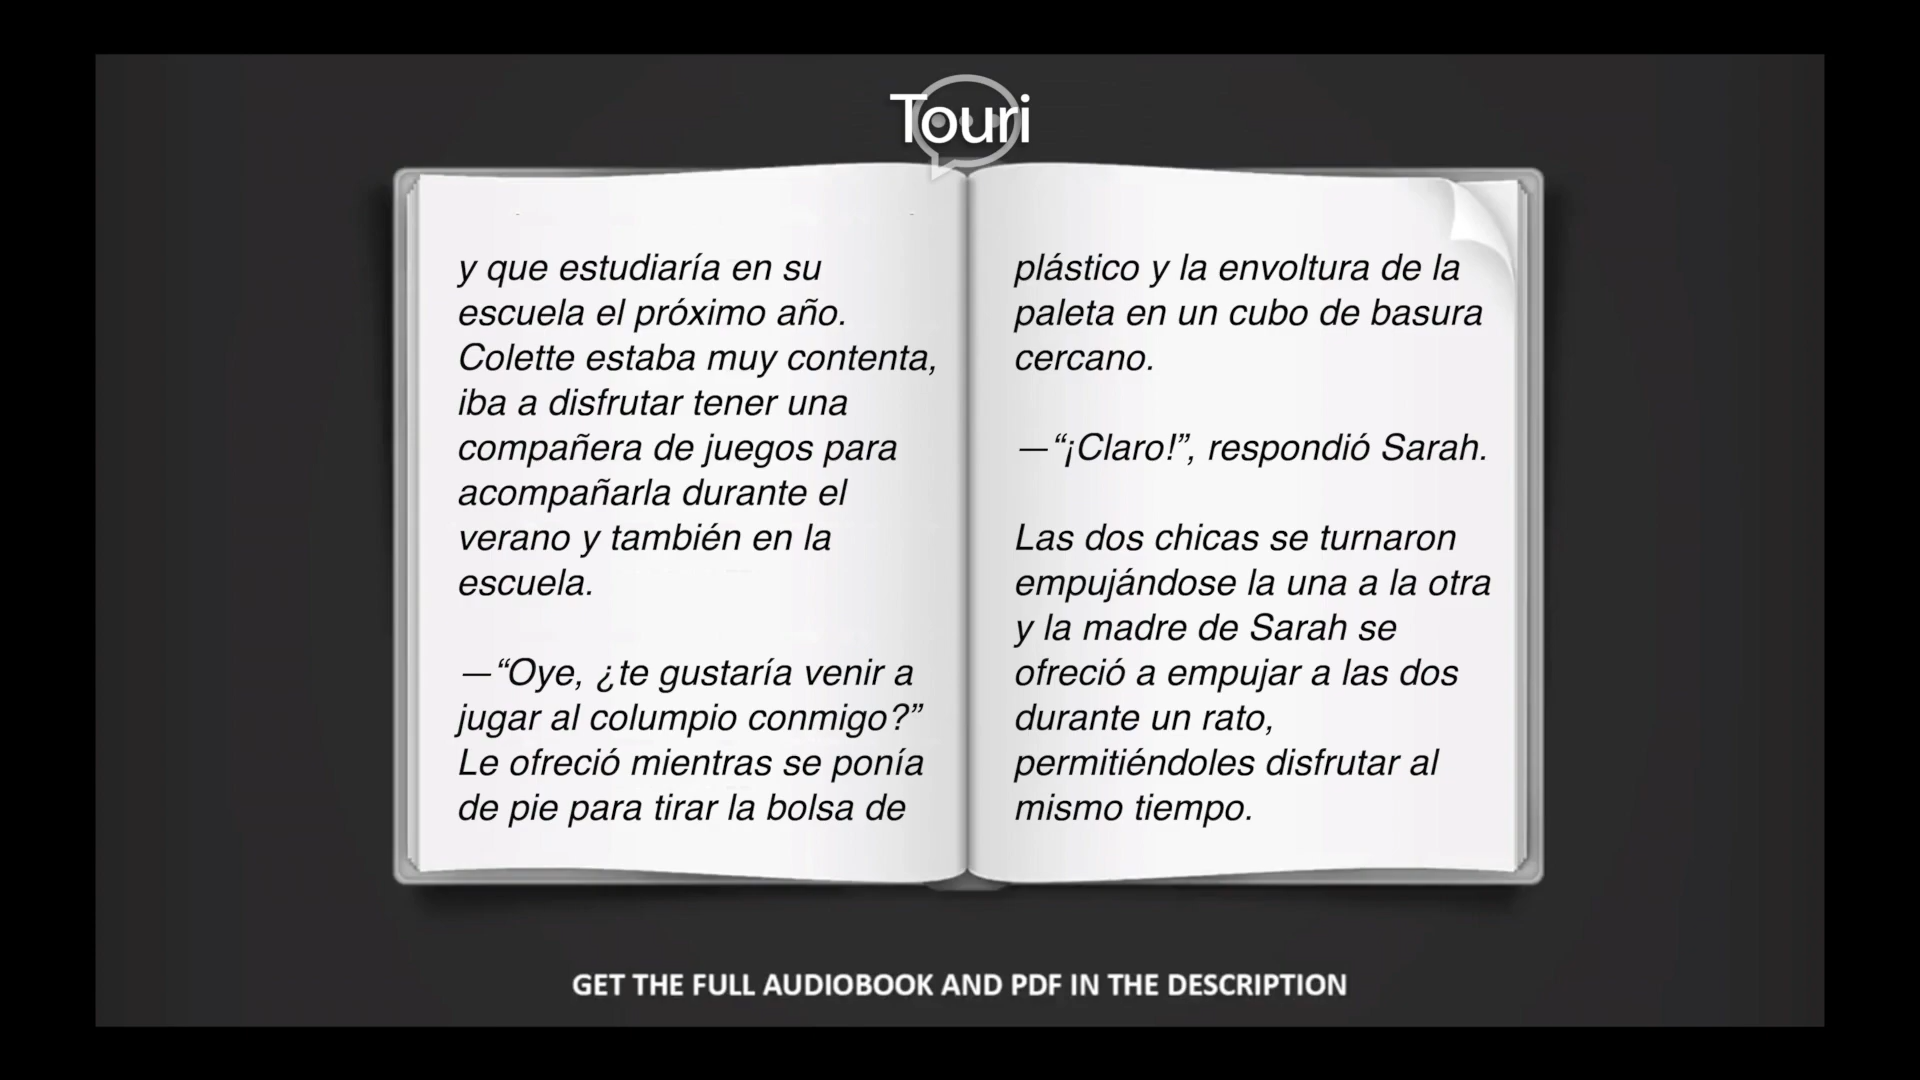 Touri
y que estudiaría en su
escuela el próximo año.
Colette estaba muy contenta,
iba a disfrutar tener una
compañera de juegos para
acompañarla durante el
verano y también en la
escuela.
—“Oye, ¿te gustaría venir a
jugar al columpio conmigo?”
Le ofreció mientras se ponía
de pie para tirar la bolsa de
plástico y la envoltura de la
paleta en un cubo de basura
cercano.
—“¡Claro!”, respondió Sarah.
Las dos chicas se turnaron
empujándose la una a la otra
y la madre de Sarah se
ofreció a empujar a las dos
durante un rato,
permitiéndoles disfrutar al
mismo tiempo.
GET THE FULL AUDIOBOOK AND PDF IN THE DESCRIPTION